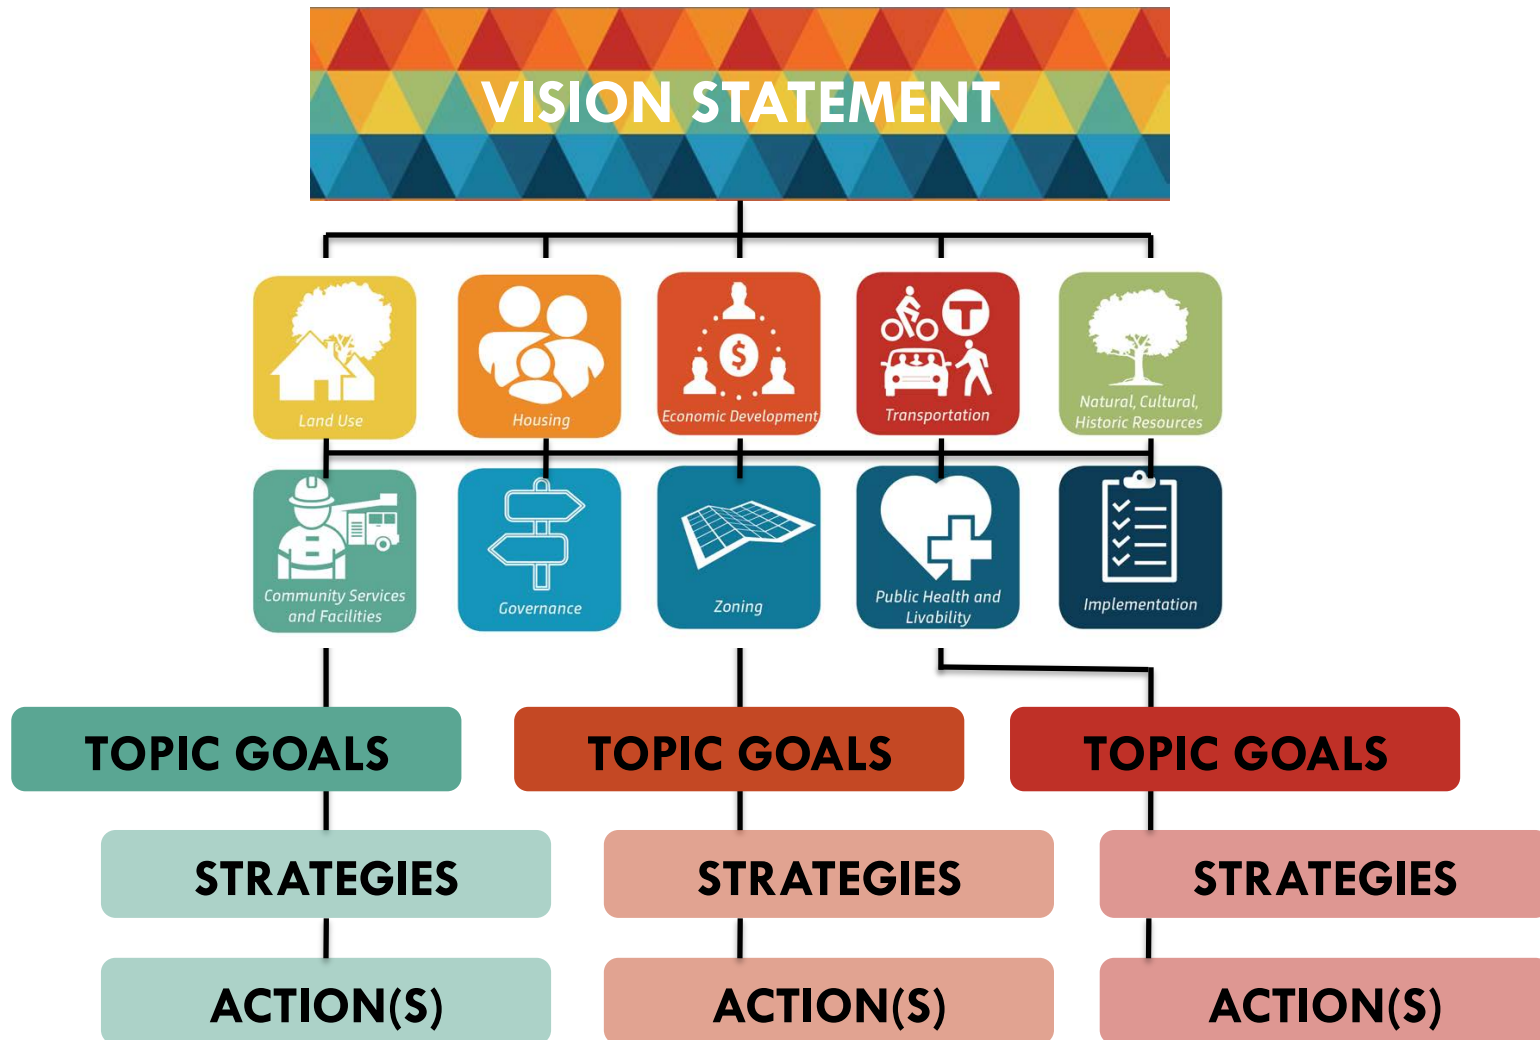 VISION STATEMENT
Land Use
Housing
Economic Development
T
$
Transportation
Natural, Cultural,
Historic Resources
Community Services
and Facilities
Governance
Zoning
Public Health and
Livability
Implementation
TOPIC GOALS
TOPIC GOALS
TOPIC GOALS
STRATEGIES
STRATEGIES
STRATEGIES
ACTION(S)
ACTION(S)
ACTION(S)